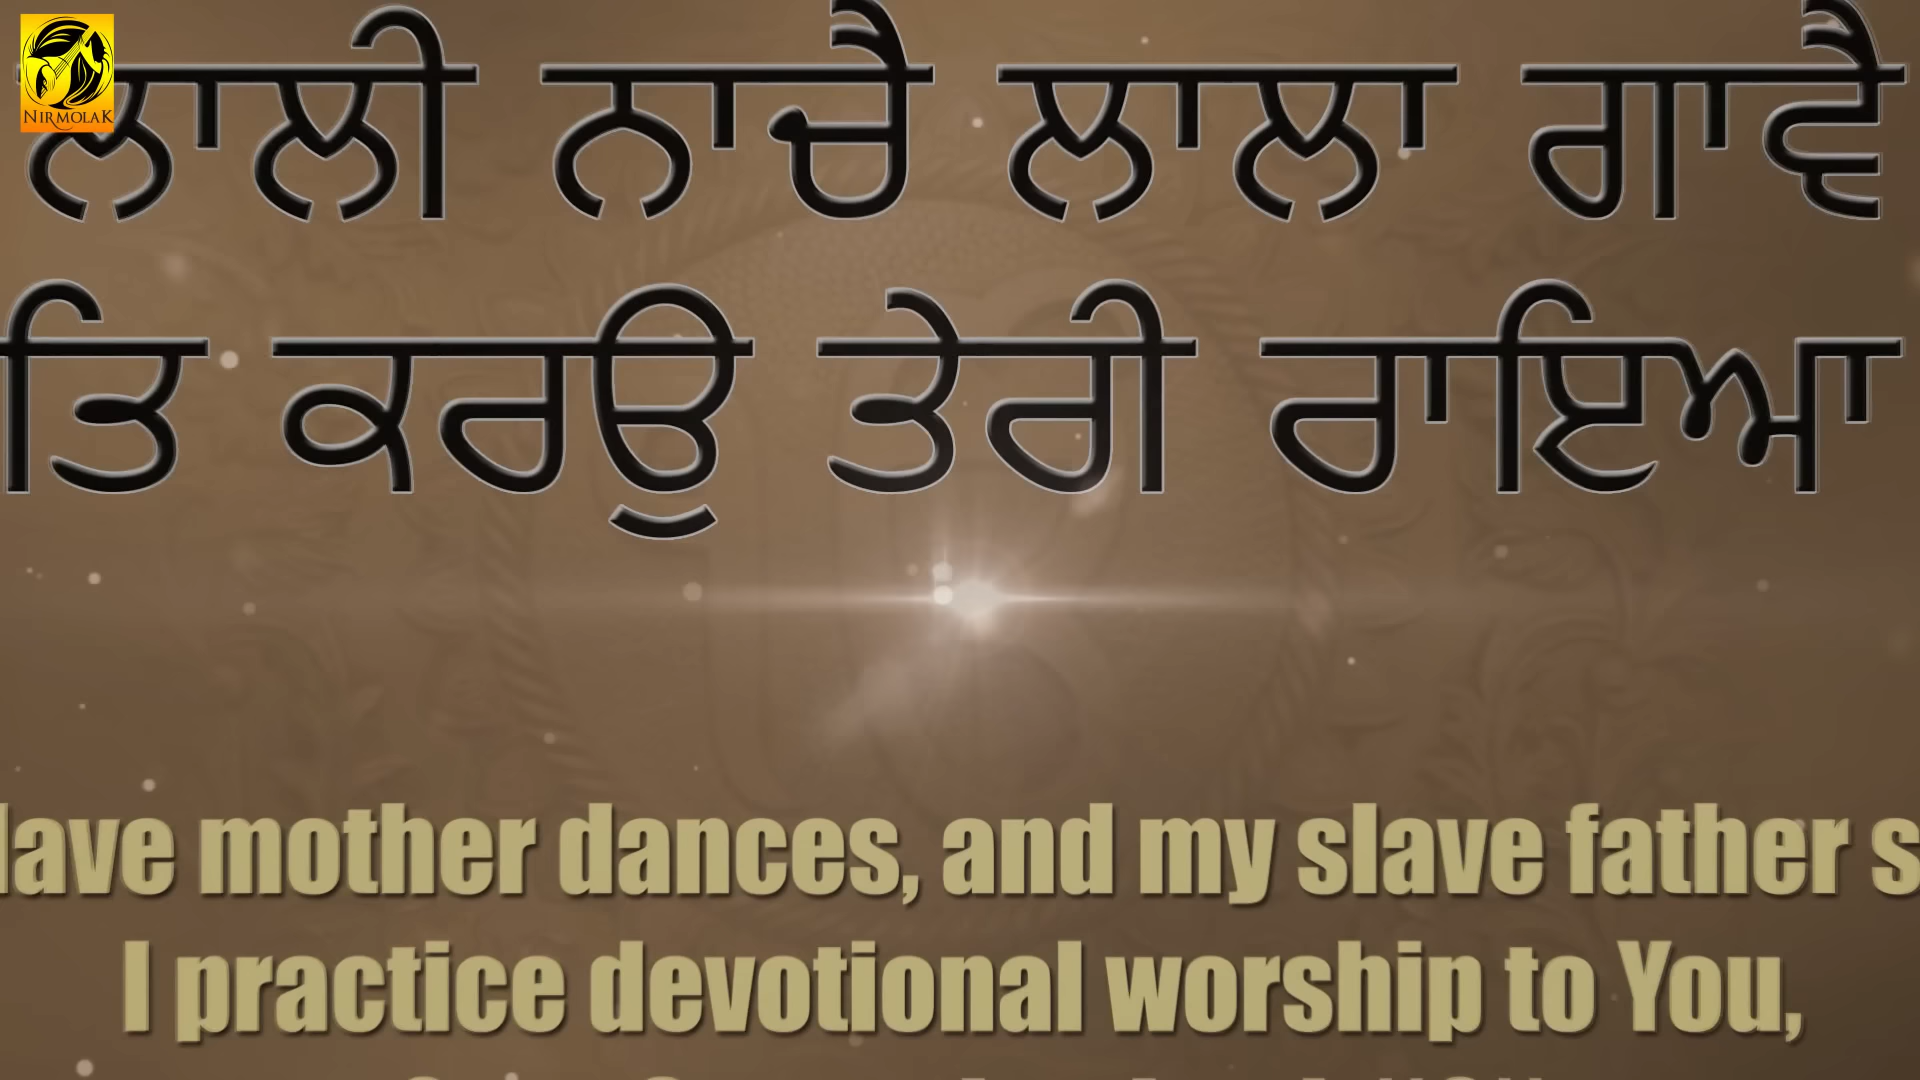 NIRMOLAK
ਲਾਲੀ ਨਾਚੈ ਲਾਲਾ ਗਾਵੈ
ਤਿ ਕਰਉ ਤੇਰੀ ਰਾਇਆ
lave mother dances, and my slave father s
I practice devotional worship to You,